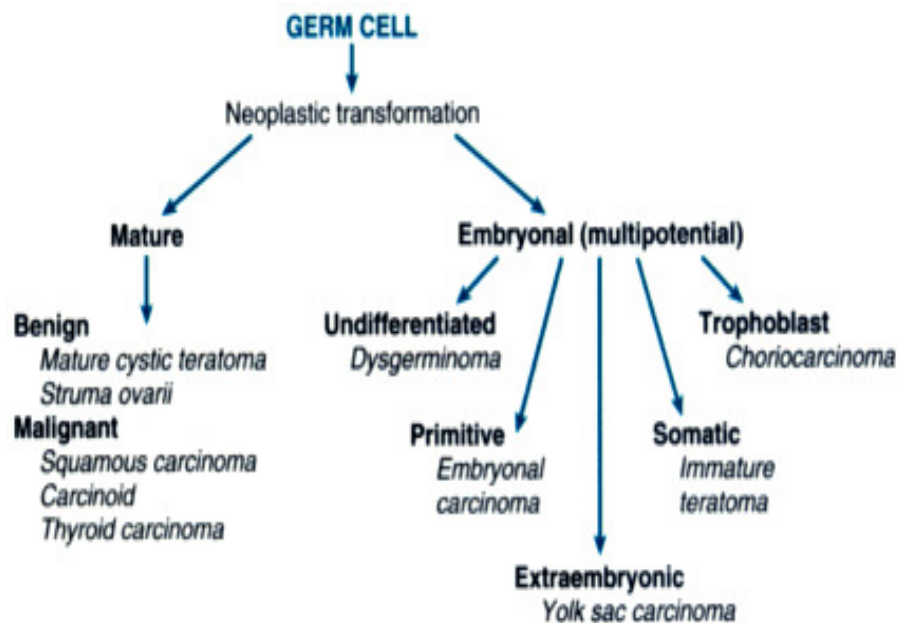 GERM CELL
Neoplastic transformation
Mature
Benign
Mature cystic teratoma
Struma ovarii
Malignant
Squamous carcinoma
Carcinoid
Thyroid carcinoma
Embryonal (multipotential)
Undifferentiated
Dysgerminoma
Primitive
Embryonal
carcinoma
Extraembryonic
Yolk sac carcinoma
Somatic
Immature
teratoma
Trophoblast
Choriocarcinoma